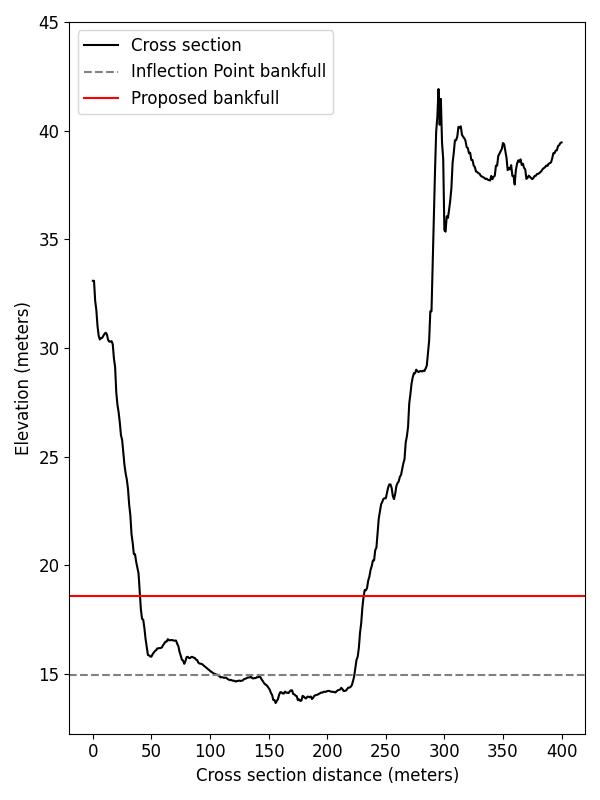 45
40
35
30
25
20
15
Elevation (meters)
Cross section
Inflection Point bankfull
Proposed bankfull
0 50 100 150 200 250 300 350 400
Cross section distance (meters)